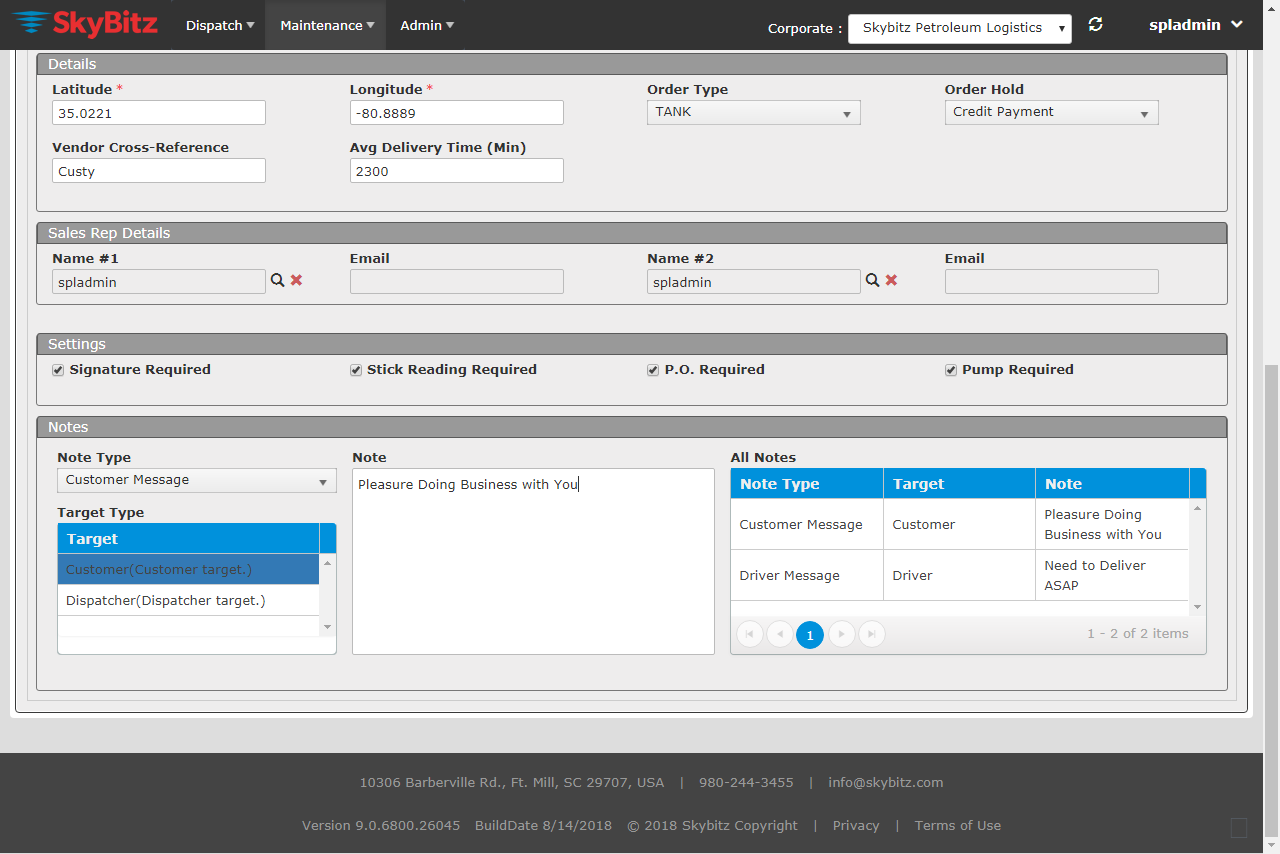 SkyBitz Dispatch Maintenance Admin Corporate : Skybitz Petroleum Logistics spladmin
Details
Latitude * Longitude * Order Type Order Hold
35.0221 -80.8889 TANK Credit Payment
Vendor Cross-Reference Avg Delivery Time (Min)
Custy 2300
Sales Rep Details
Name #1 Email Name #2 Email
spladmin spladmin
Settings
Signature Required Stick Reading Required P.O. Required Pump Required
Notes
Note Type
Customer Message
Target Type
Target
Customer(Customer target.)
Dispatcher(Dispatcher target.)
Note
Pleasure Doing Business with You
All Notes
Note Type Target Note
Customer Message Customer Pleasure Doing
Business with You
Driver Message Driver Need to Deliver
ASAP
1 1 - 2 of 2 items
10306 Barberville Rd., Ft. Mill, SC 29707, USA | 980-244-3455 | info@skybitz.com
Version 9.0.6800.26045 BuildDate 8/14/2018 © 2018 Skybitz Copyright | Privacy | Terms of Use